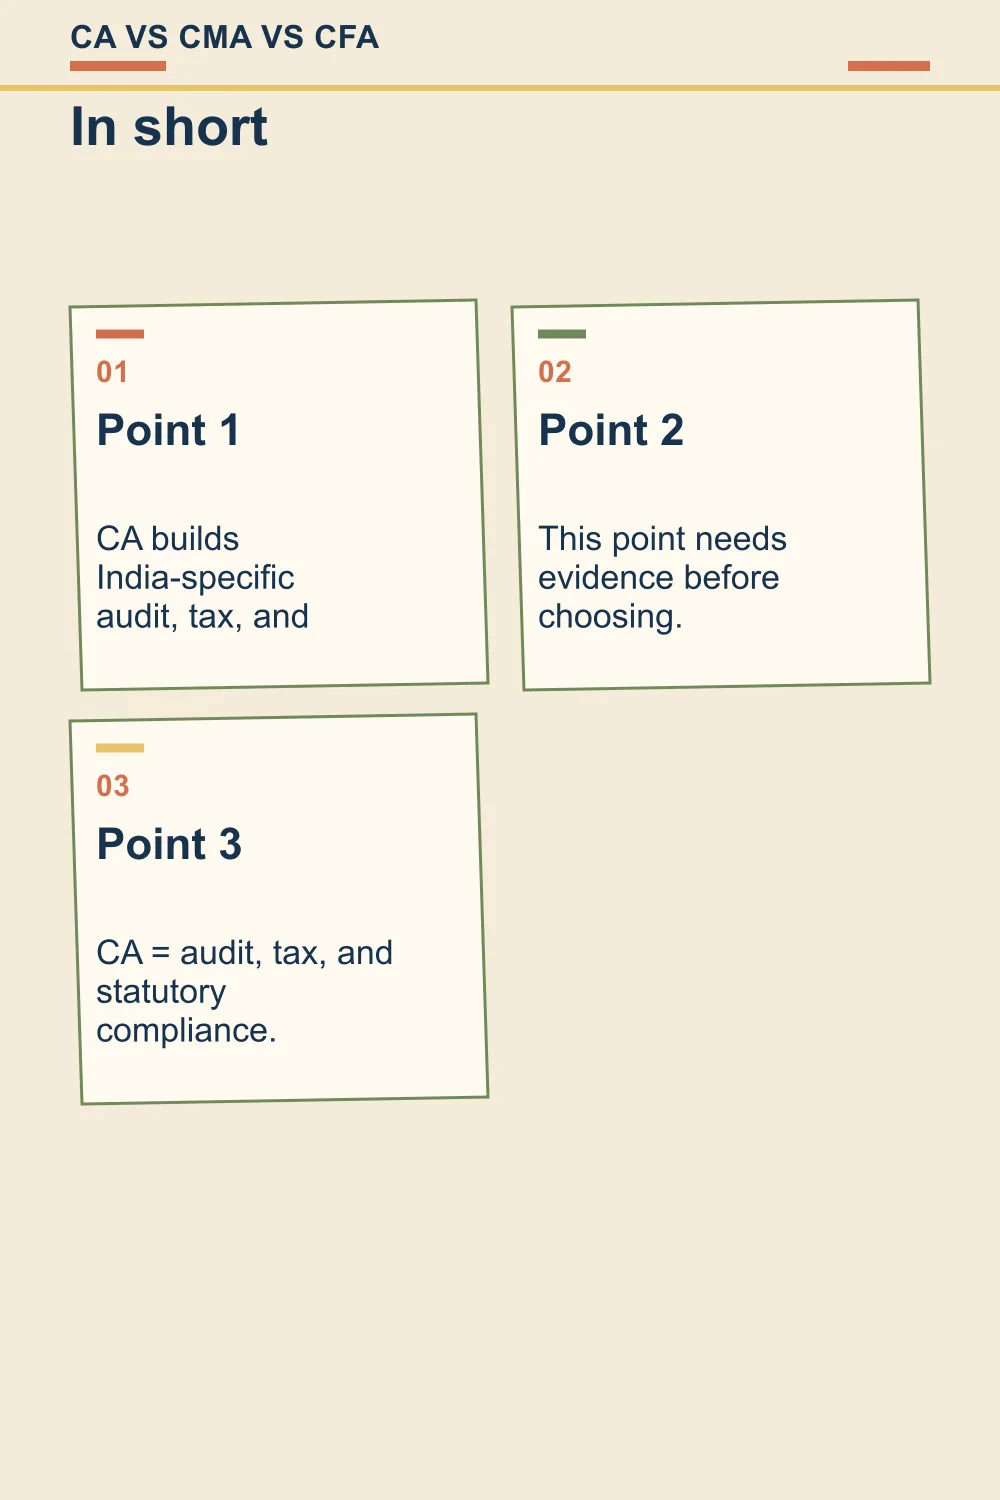 CA VS CMA VS CFA
In short
01
Point 1
CA builds
India-specific
audit, tax, and
02
Point 2
This point needs
evidence before
choosing.
03
Point 3
CA = audit, tax, and
statutory
compliance.